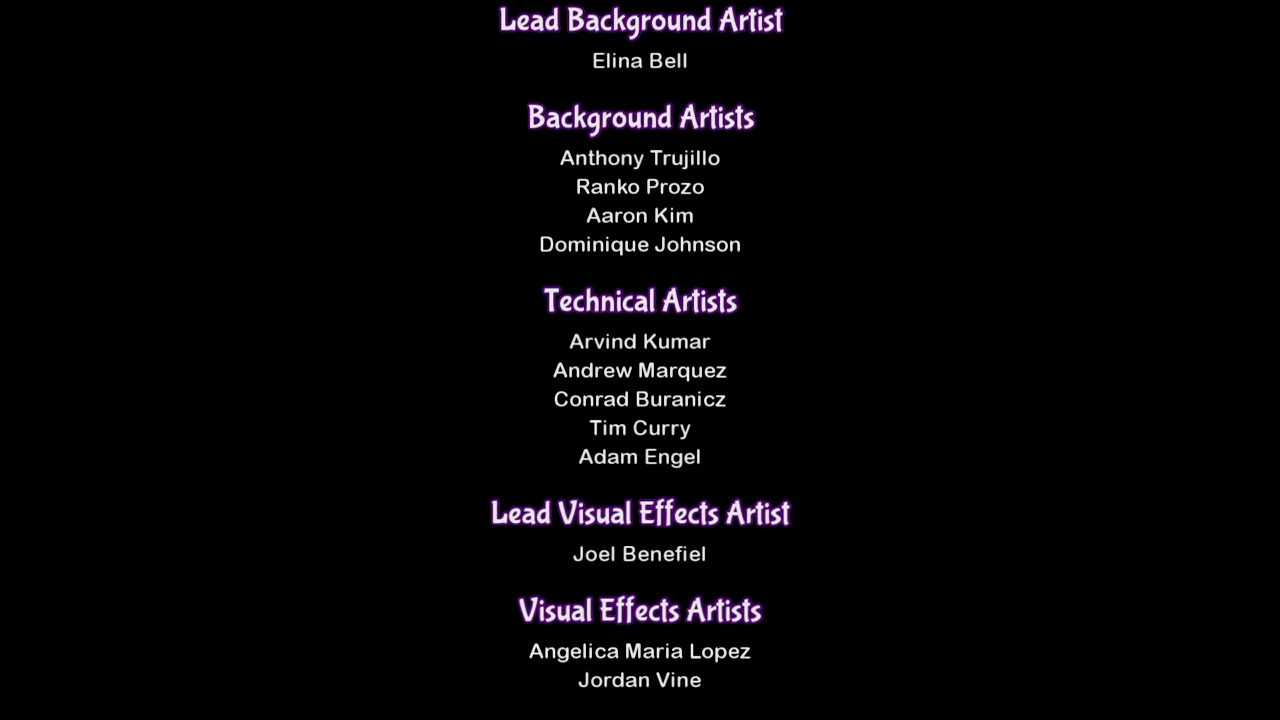 Lead Background Artist
Elina Bell
Background Artists
Anthony Trujillo
Ranko Prozo
Aaron Kim
Dominique Johnson
Technical Artists
Arvind Kumar
Andrew Marquez
Conrad Buranicz
Tim Curry
Adam Engel
Lead Visual Effects Artist
Joel Benefiel
Visual Effects Artists
Angelica Maria Lopez
Jordan Vine